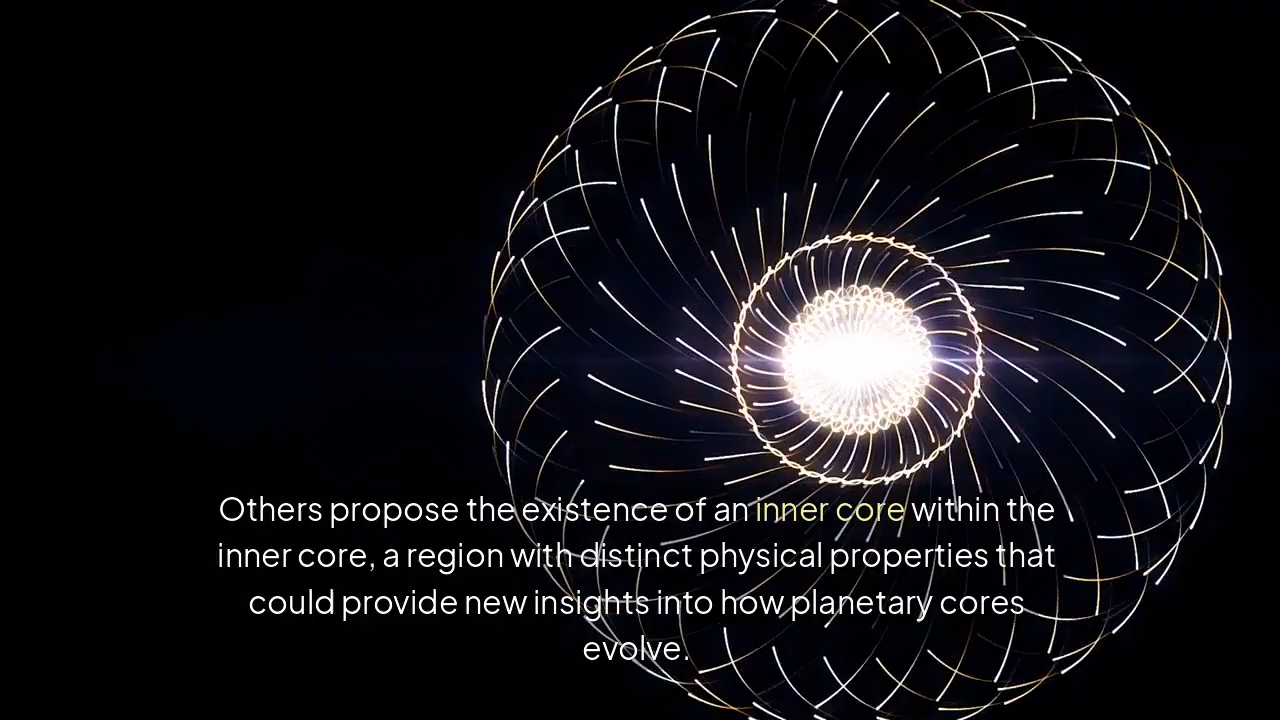 Others propose the existence of an inner core within the
inner core, a region with distinct physical properties that
could provide new insights into how planetary cores
evolve.